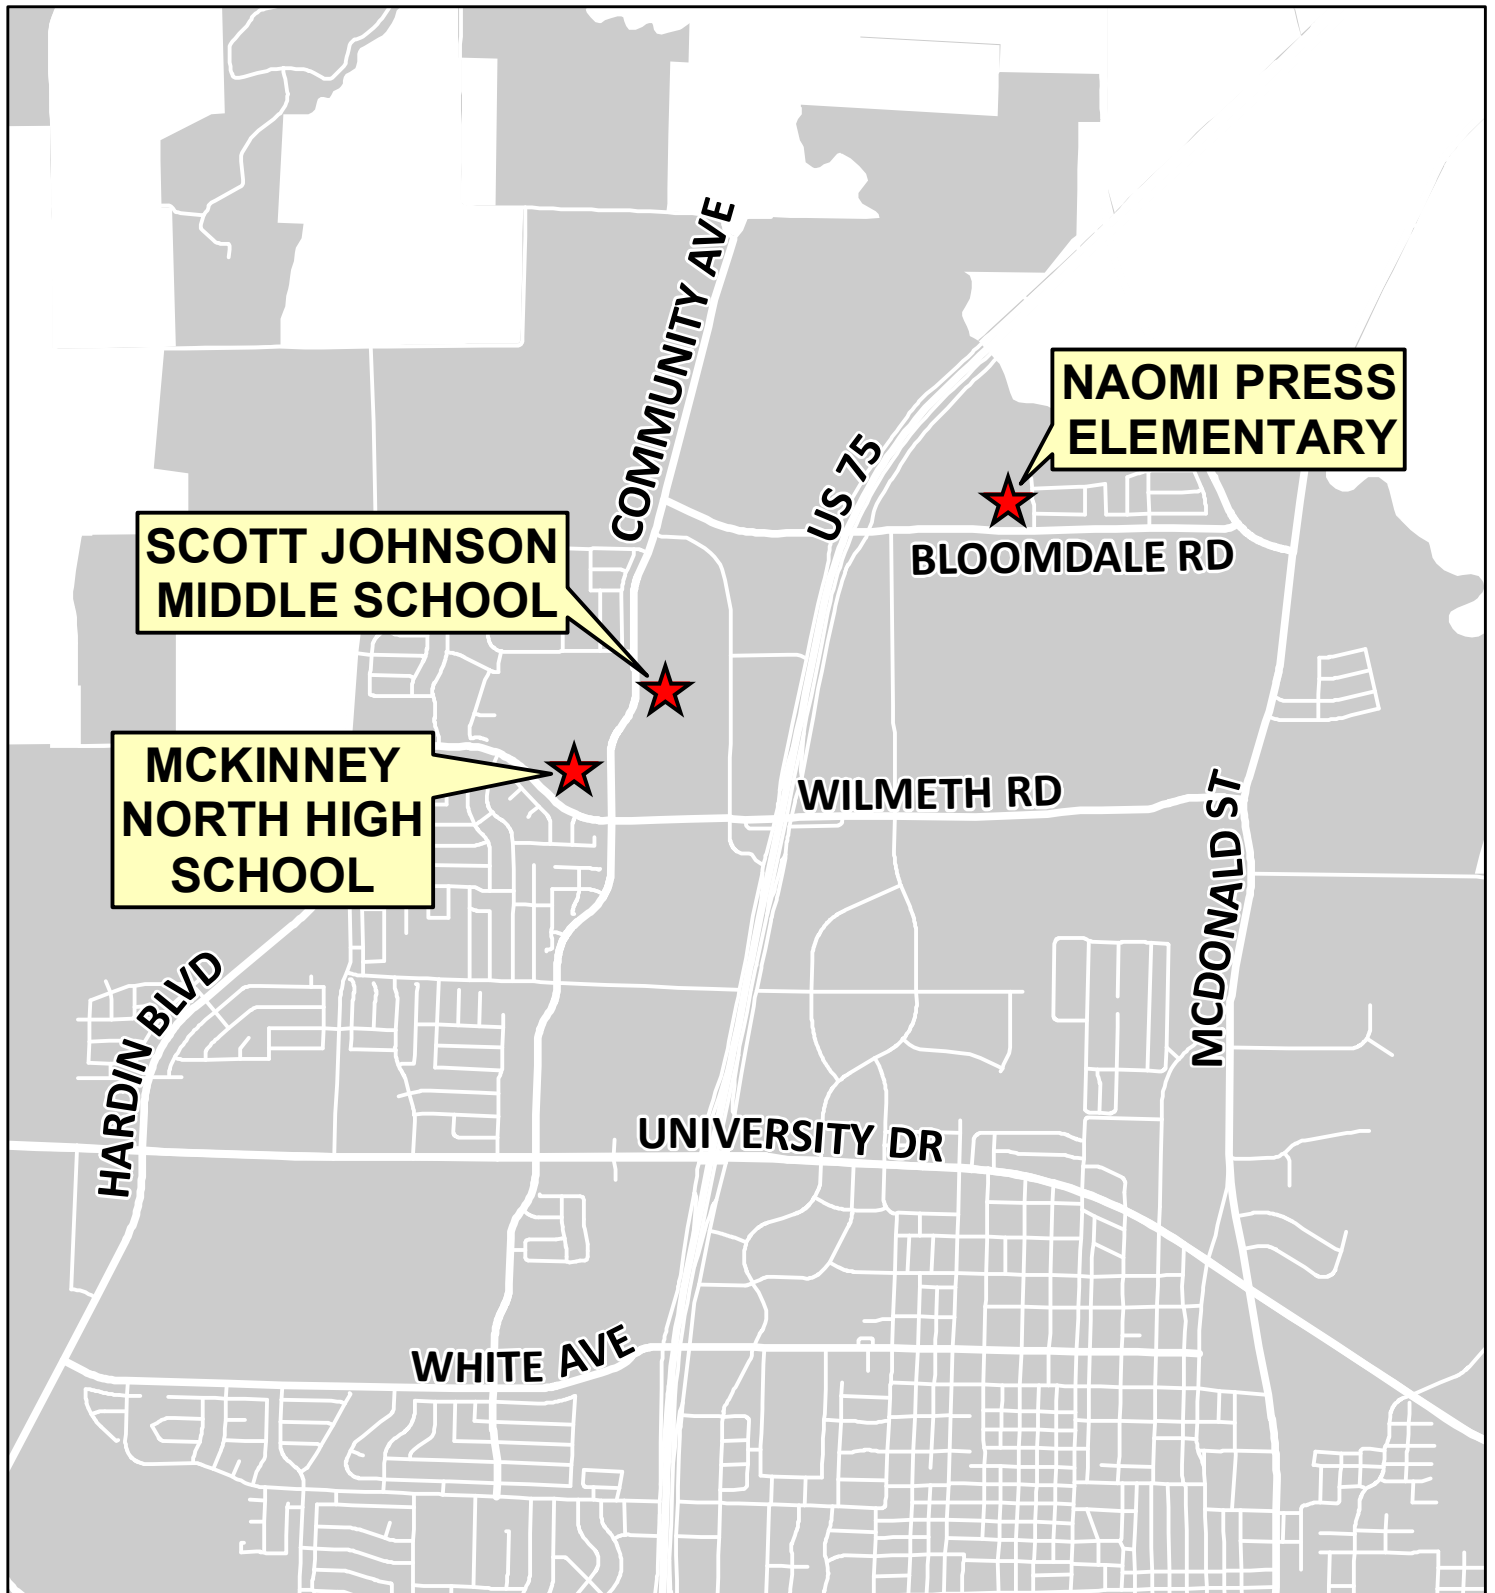 COMMUNITY AVE
NAOMI PRESS
ELEMENTARY
US 75
SCOTT JOHNSON
MIDDLE SCHOOL
BLOOMDALE RD
MCKINNEY
NORTH HIGH
SCHOOL
WILMETH RD
MCDONALD ST
HARDIN BLVD
UNIVERSITY DR
WHITE AVE